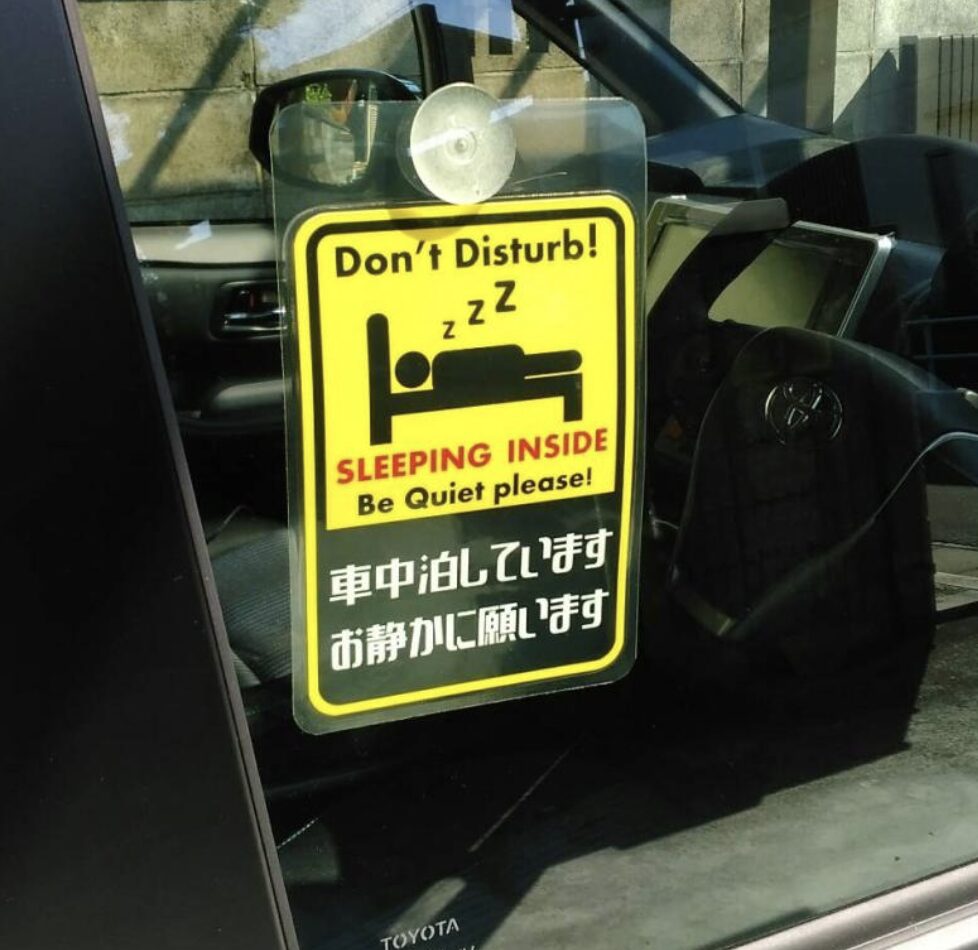 Don't Disturb!
z z Z
SLEEPING INSIDE
Be Quiet please!
車中泊しています
お静かに願います
TOYOTA